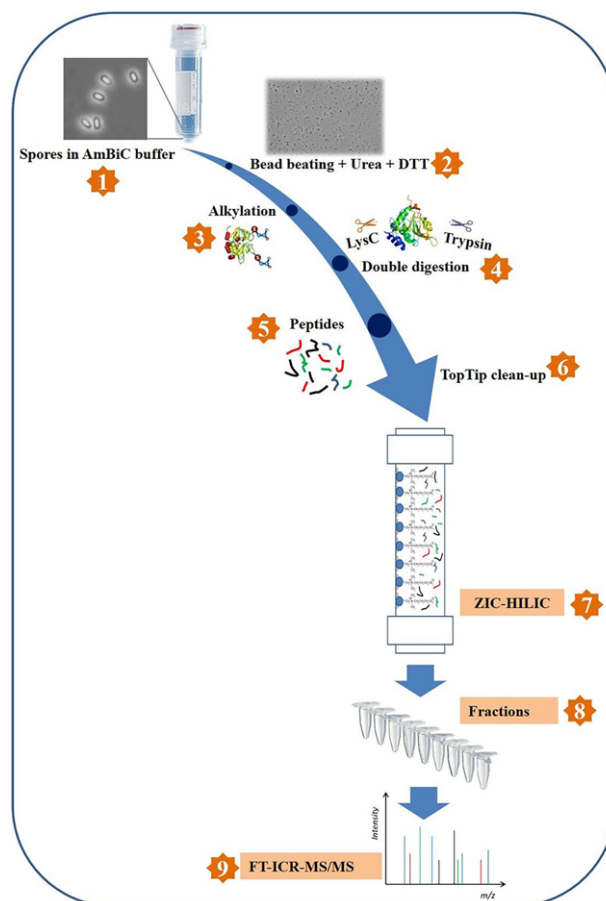 Spores in AmBiC buffer
1
Bead beating + Urea + DTT
2
Alkylation
3
LysC
Trypsin
Double digestion
4
5
Peptides
TopTip clean-up
6
ZIC-HILIC
7
Fractions
8
Intensity
m/z
9
FT-ICR-MS/MS